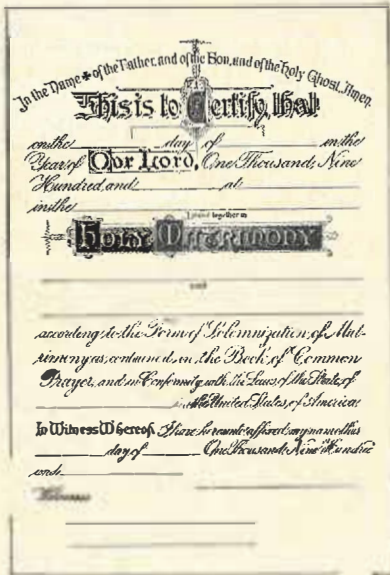 In the Name ✠ of the Father, and of the Son, and of the Holy Ghost. Amen.
This is to Certify, that
on the day of in the
Year of Our Lord, One Thousand Nine
Hundred and at
in the
I joined together in
Holy Matrimony
and
according to the Form of Solemnization of Mat-
rimony as contained in the Book of Common
Prayer, and in Conformity with the Laws of the State of
in the United States of America
In Witness Whereof, I have hereunto affixed my name this
day of One Thousand Nine Hundred
and
Witnesses